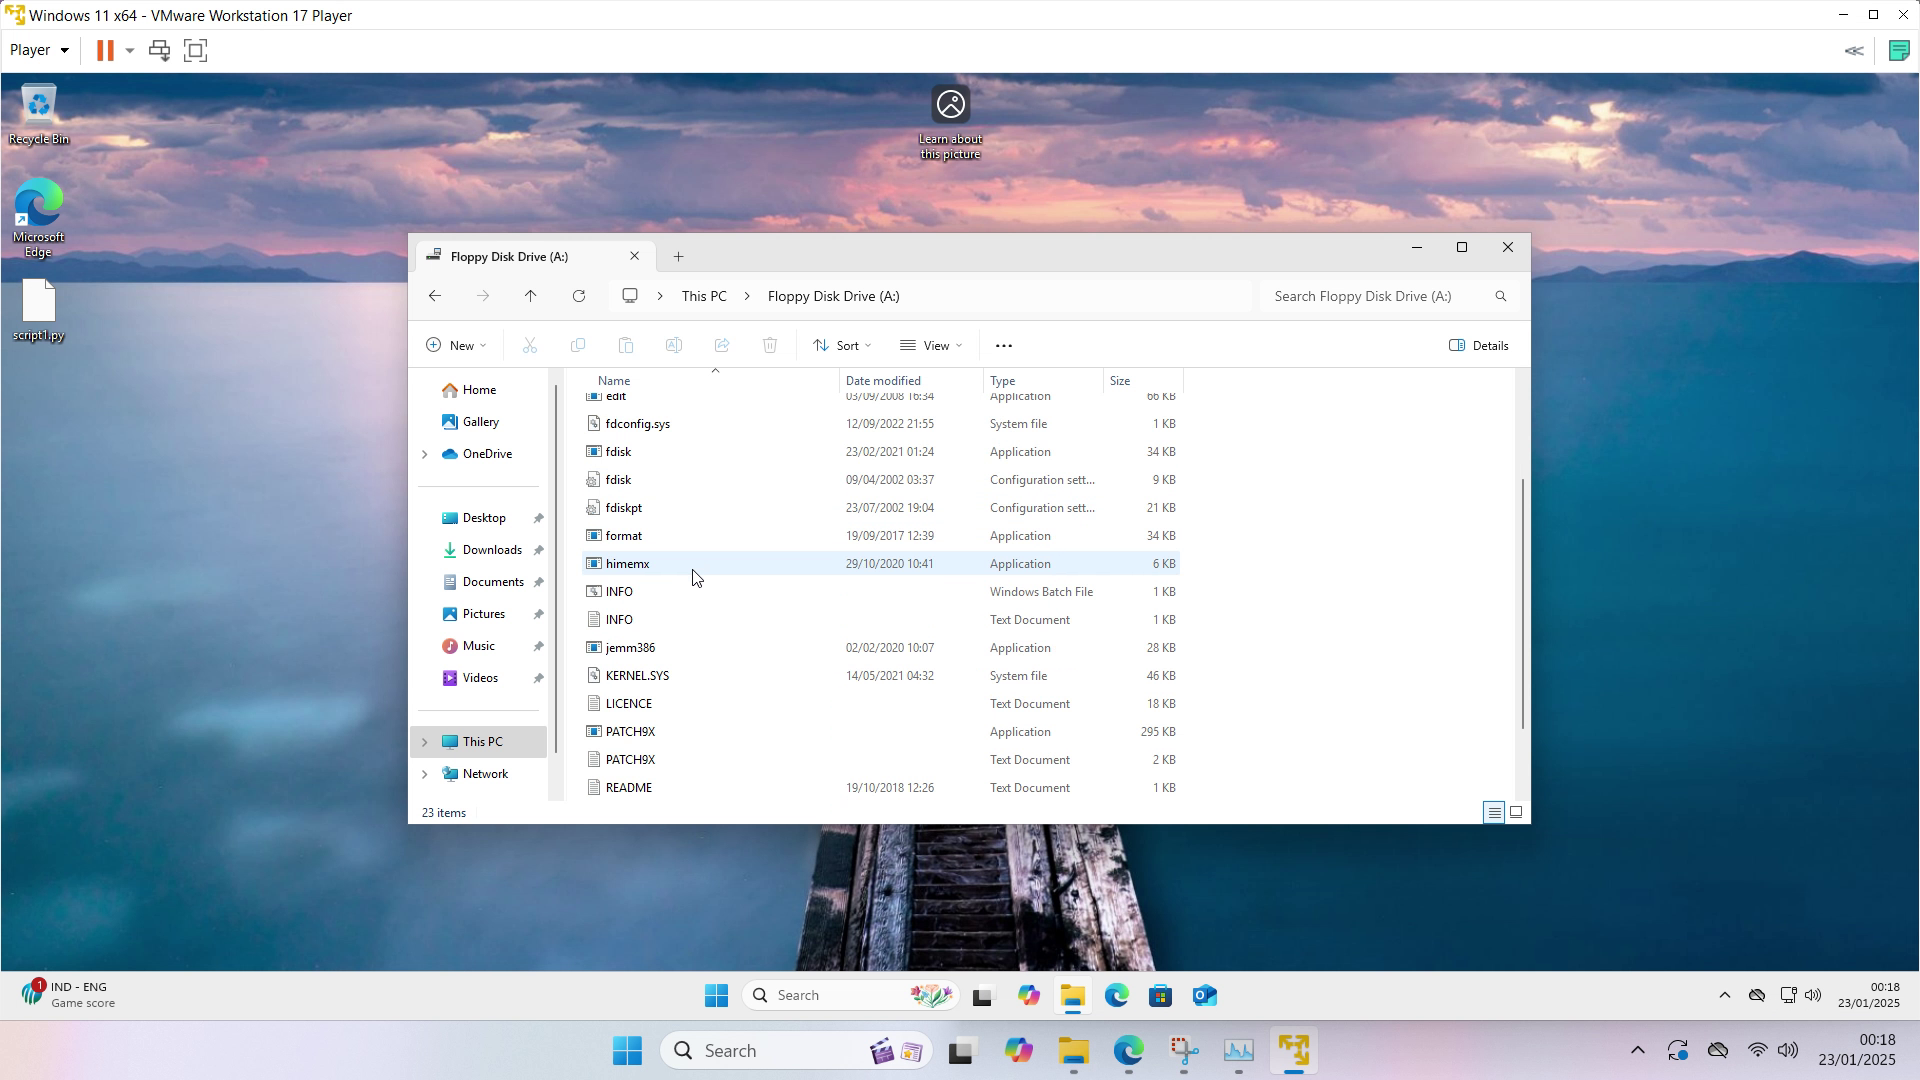 Windows 11 x64 - VMware Workstation 17 Player
Player
Recycle Bin
Learn about
this picture
Microsoft
Edge
script1.py
Floppy Disk Drive (A:)
This PC
Floppy Disk Drive (A:)
Search Floppy Disk Drive (A:)
New
Sort
View
Details
Home
Gallery
OneDrive
Desktop
Downloads
Documents
Pictures
Music
Videos
This PC
Network
Name Date modified Type Size
edit 03/09/2008 16:34 Application 66 KB
fdconfig.sys 12/09/2022 21:55 System file 1 KB
fdisk 23/02/2021 01:24 Application 34 KB
fdisk 09/04/2002 03:37 Configuration sett... 9 KB
fdiskpt 23/07/2002 19:04 Configuration sett... 21 KB
format 19/09/2017 12:39 Application 34 KB
himemx 29/10/2020 10:41 Application 6 KB
INFO Windows Batch File 1 KB
INFO Text Document 1 KB
jemm386 02/02/2020 10:07 Application 28 KB
KERNEL.SYS 14/05/2021 04:32 System file 46 KB
LICENCE Text Document 18 KB
PATCH9X Application 295 KB
PATCH9X Text Document 2 KB
README 19/10/2018 12:26 Text Document 1 KB
23 items
1
IND - ENG
Game score
Search
00:18
23/01/2025
Search
00:18
23/01/2025